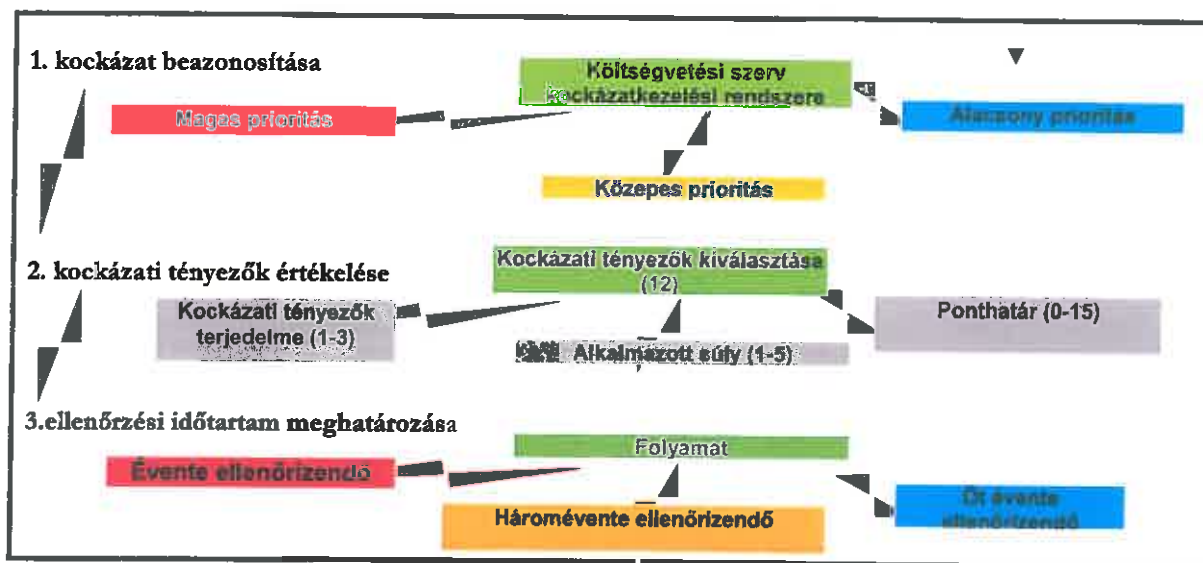 1. kockázat beazonosítása
Költségvetési szerv
kockázatkezelési rendszere
Magas prioritás
Alacsony prioritás
Közepes prioritás
2. kockázati tényezők értékelése
Kockázati tényezők kiválasztása
(12)
Kockázati tényezők
terjedelme (1-3)
Ponthatár (0-15)
Alkalmazott súly (1-5)
3.ellenőrzési időtartam meghatározása
Folyamat
Évente ellenőrizendő
Háromévente ellenőrizendő
Öt évente
ellenőrizendő